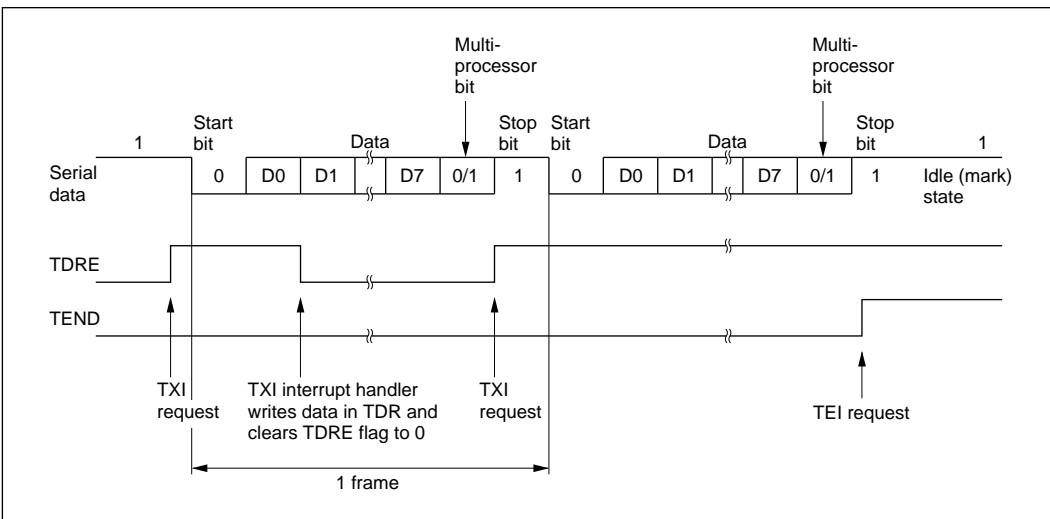 Multi-
processor
bit
Multi-
processor
bit
1
Start
bit
Data
Stop
bit
Start
bit
Data
Stop
bit
1
Serial
data
0 D0 D1 D7 0/1 1 0 D0 D1 D7 0/1 1
Idle (mark)
state
TDRE
TEND
TXI
request
TXI interrupt handler
writes data in TDR and
clears TDRE flag to 0
TXI
request
TEI request
1 frame